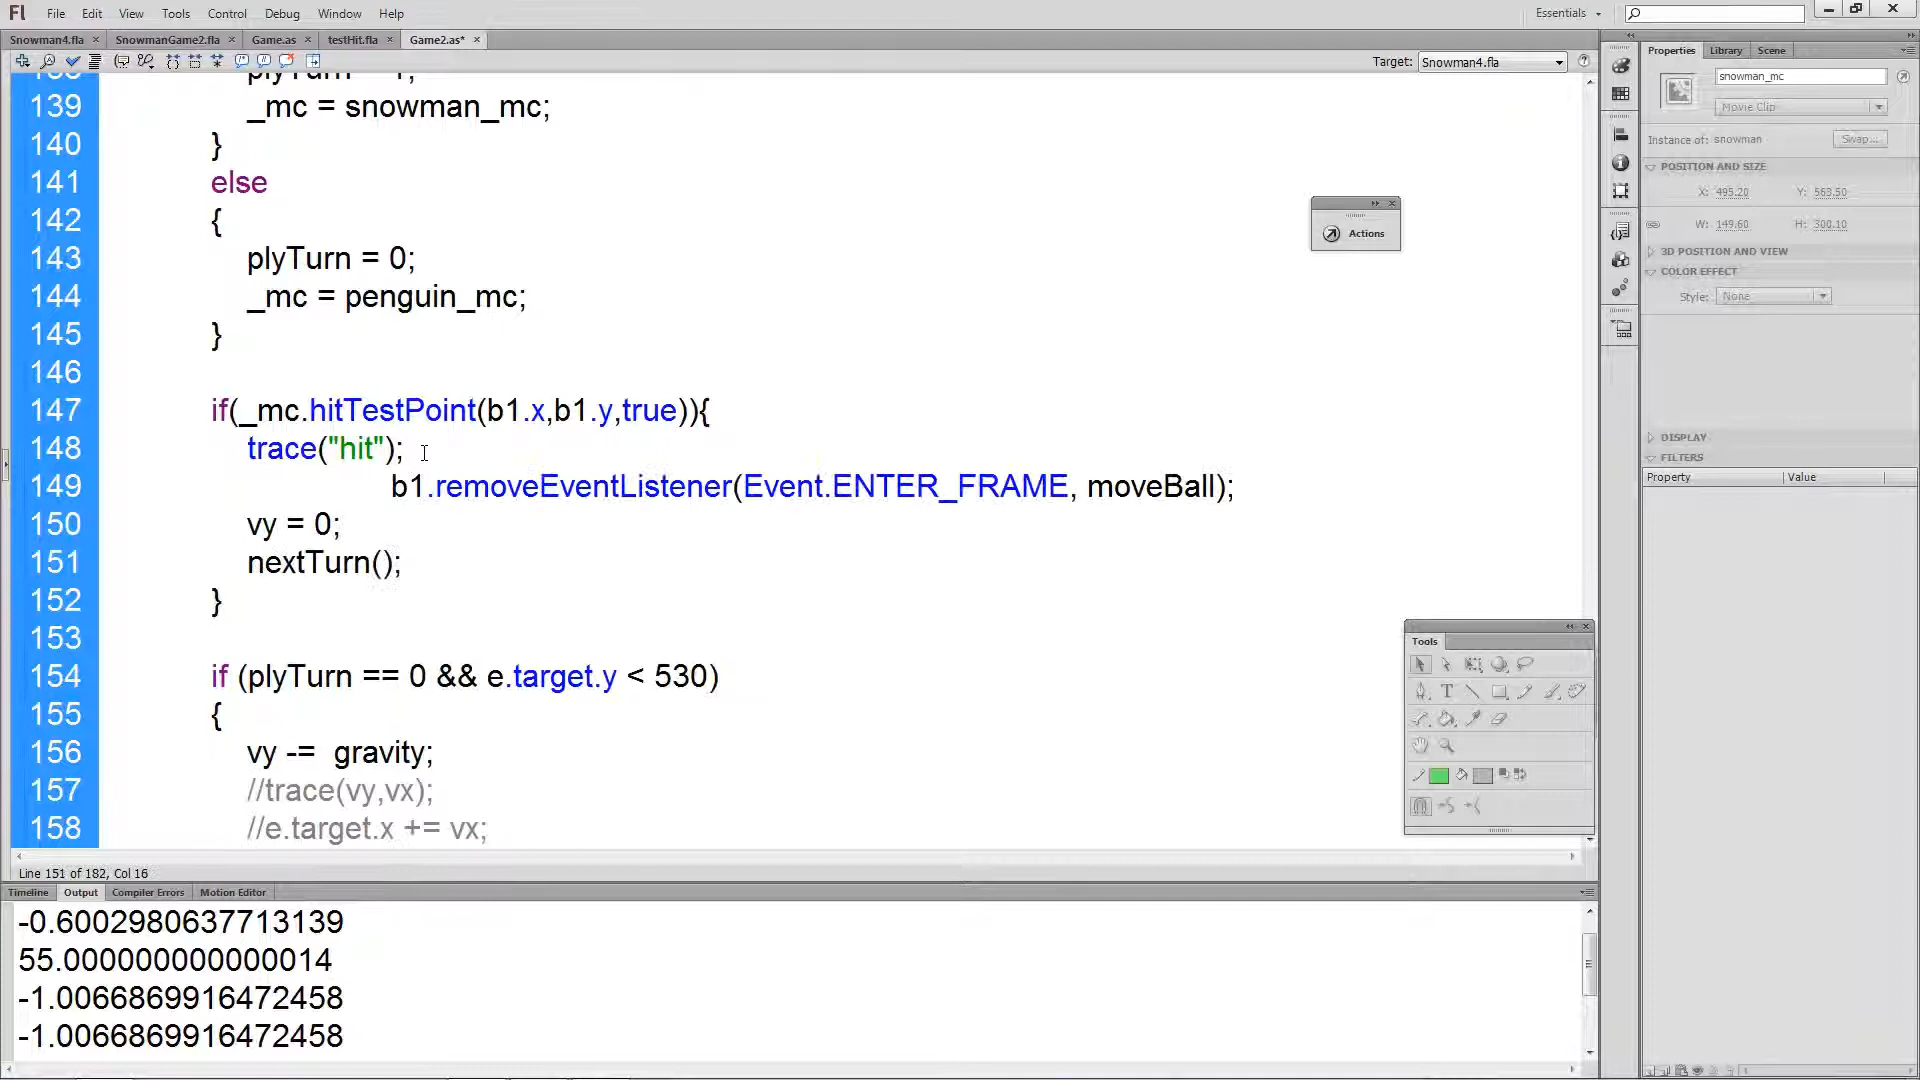 Fl File Edit View Insert Tools Control Debug Window Help Essentials
Snowman4.fla × SnowmanGame2.fla × Game.as × testHit.fla × Game2.as* ×
Target: Snowman4.fla
139 _mc = snowman_mc;
140 }
141 else
142 {
143 plyTurn = 0;
144 _mc = penguin_mc;
145 }
146
147 if(_mc.hitTestPoint(b1.x,b1.y,true)){
148 trace("hit");
149 b1.removeEventListener(Event.ENTER_FRAME, moveBall);
150 vy = 0;
151 nextTurn();
152 }
153
154 if (plyTurn == 0 && e.target.y < 530)
155 {
156 vy -= gravity;
157 //trace(vy,vx);
158 //e.target.x += vx;
Line 151 of 182, Col 16
Timeline Output Compiler Errors Motion Editor
-0.6002980637713139
55.000000000000014
-1.0066869916472458
-1.0066869916472458
Actions
Tools
Properties Library Scene
snowman_mc
Movie Clip
Instance of: snowman Swap...
POSITION AND SIZE
X: 495.20 Y: 563.50
W: 149.60 H: 300.10
3D POSITION AND VIEW
COLOR EFFECT
Style: None
DISPLAY
FILTERS
Property Value